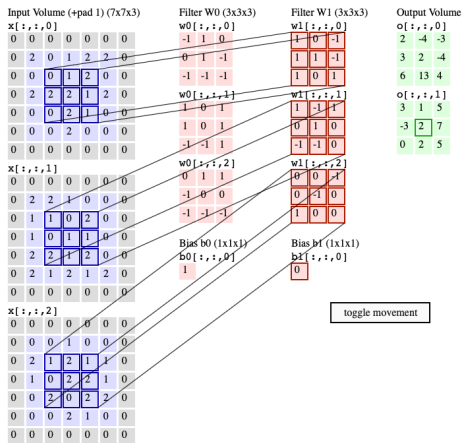 Input Volume (+pad 1) (7x7x3)
x[:,:,0]
0 0 0 0 0 0 0
0 2 0 1 2 2 0
0 0 0 1 2 0 0
0 2 2 2 1 2 0
0 0 0 2 1 0 0
0 0 0 2 0 0 0
0 0 0 0 0 0 0
x[:,:,1]
0 0 0 0 0 0 0
0 2 2 1 0 0 0
0 1 1 0 2 0 0
0 1 0 1 1 0 0
0 2 2 1 2 0 0
0 2 1 2 1 2 0
0 0 0 0 0 0 0
x[:,:,2]
0 0 0 0 0 0 0
0 0 0 1 0 0 0
0 2 1 2 1 1 0
0 1 0 2 2 1 0
0 0 2 0 2 2 0
0 0 0 2 1 0 0
0 0 0 0 0 0 0
Filter W0 (3x3x3)
w0[:,:,0]
-1 1 0
0 1 -1
-1 -1 -1
w0[:,:,1]
1 0 1
1 0 1
-1 -1 0
w0[:,:,2]
0 1 1
-1 0 0
-1 -1 -1
Bias b0 (1x1x1)
b0[:,:,0]
1
Filter W1 (3x3x3)
w1[:,:,0]
1 0 -1
1 1 -1
1 0 1
w1[:,:,1]
1 -1 1
0 1 0
-1 -1 0
w1[:,:,2]
0 0 -1
0 -1 0
1 0 0
Bias b1 (1x1x1)
b1[:,:,0]
0
Output Volume
o[:,:,0]
2 -4 -3
3 2 -4
6 13 4
o[:,:,1]
3 1 5
-3 2 7
0 2 5
toggle movement